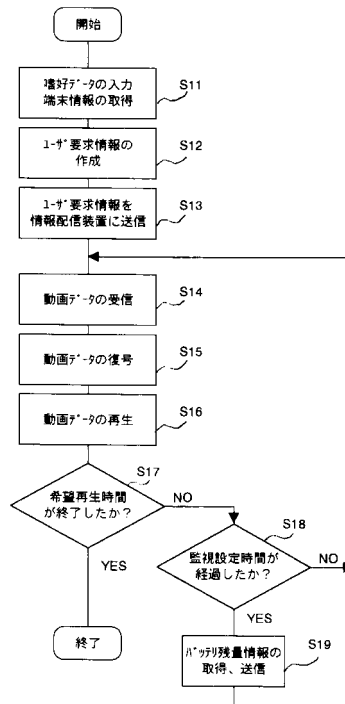 開始
嗜好ﾃﾞｰﾀの入力
端末情報の取得
S11
ﾕｰｻﾞ要求情報の
作成
S12
ﾕｰｻﾞ要求情報を
情報配信装置に送信
S13
動画ﾃﾞｰﾀの受信
S14
動画ﾃﾞｰﾀの復号
S15
動画ﾃﾞｰﾀの再生
S16
希望再生時間
が終了したか？
S17
NO
YES
終了
監視設定時間が
経過したか？
S18
NO
YES
ﾊﾞｯﾃﾘ残量情報の
取得、送信
S19